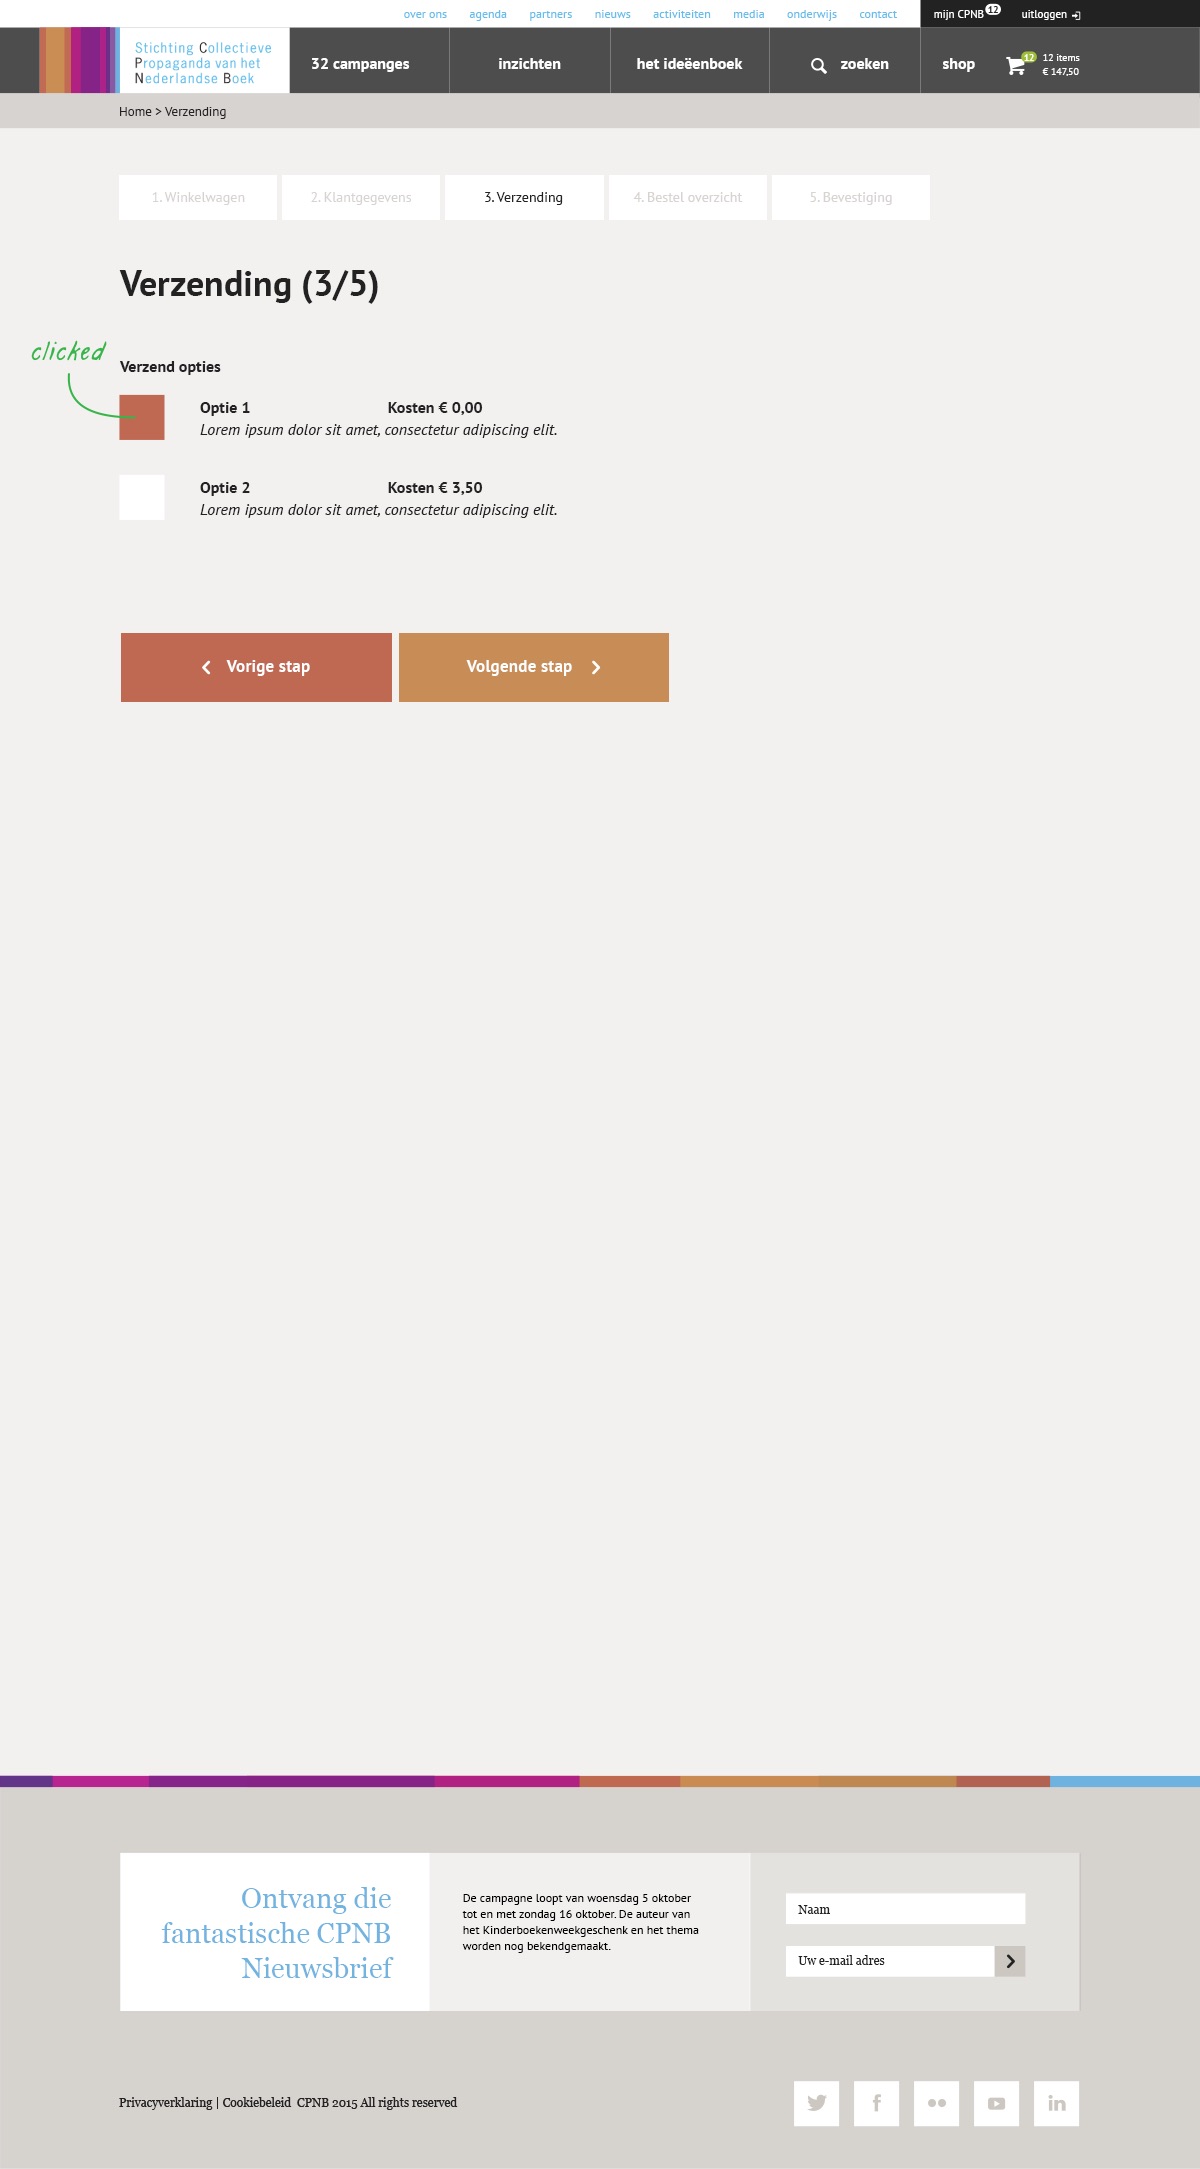 over ons agenda partners nieuws activiteiten media onderwijs contact mijn CPNB 12 uitloggen
Stichting Collectieve
Propaganda van het
Nederlandse Boek
32 campanges inzichten het ideëenboek zoeken shop 12 12 items
€ 147,50
Home > Verzending
1. Winkelwagen 2. Klantgegevens 3. Verzending 4. Bestel overzicht 5. Bevestiging
Verzending (3/5)
clicked
Verzend opties
Optie 1 Kosten € 0,00
Lorem ipsum dolor sit amet, consectetur adipiscing elit.
Optie 2 Kosten € 3,50
Lorem ipsum dolor sit amet, consectetur adipiscing elit.
Vorige stap Volgende stap
Ontvang die
fantastische CPNB
Nieuwsbrief
De campagne loopt van woensdag 5 oktober
tot en met zondag 16 oktober. De auteur van
het Kinderboekenweekgeschenk en het thema
worden nog bekendgemaakt.
Naam
Uw e-mail adres
Privacyverklaring | Cookiebeleid CPNB 2015 All rights reserved